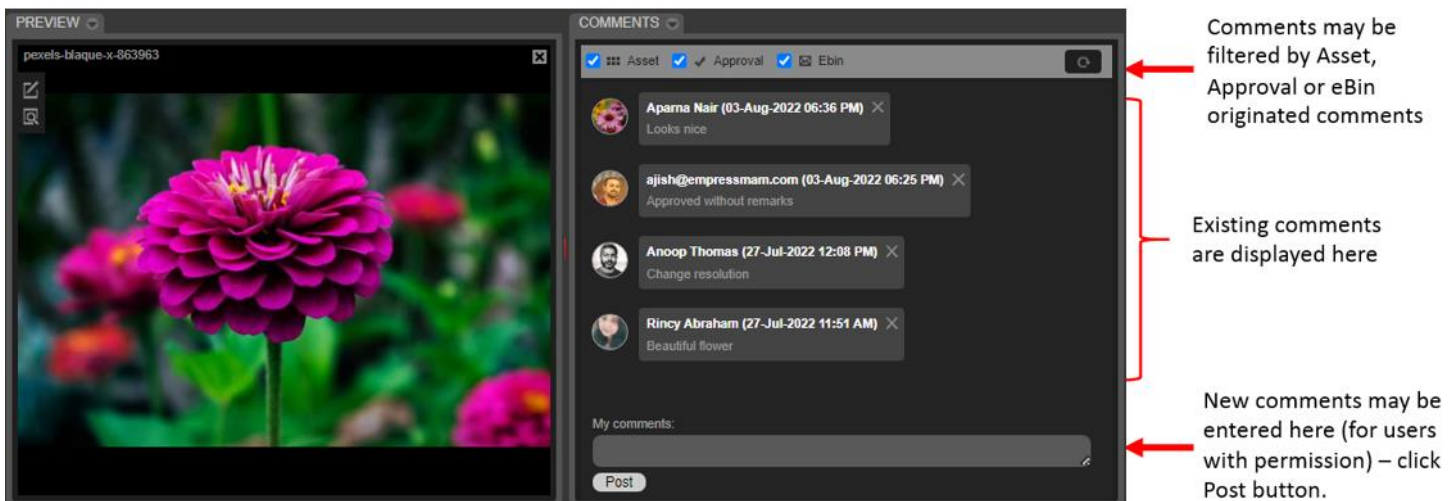 PREVIEW
pexels-blaque-x-863963
COMMENTS
Asset Approval Ebin
Aparna Nair (03-Aug-2022 06:36 PM)
Looks nice
ajish@empressmam.com (03-Aug-2022 06:25 PM)
Approved without remarks
Anoop Thomas (27-Jul-2022 12:08 PM)
Change resolution
Rincy Abraham (27-Jul-2022 11:51 AM)
Beautiful flower
My comments:
Post
Comments may be
filtered by Asset,
Approval or eBin
originated comments
Existing comments
are displayed here
New comments may be
entered here (for users
with permission) – click
Post button.